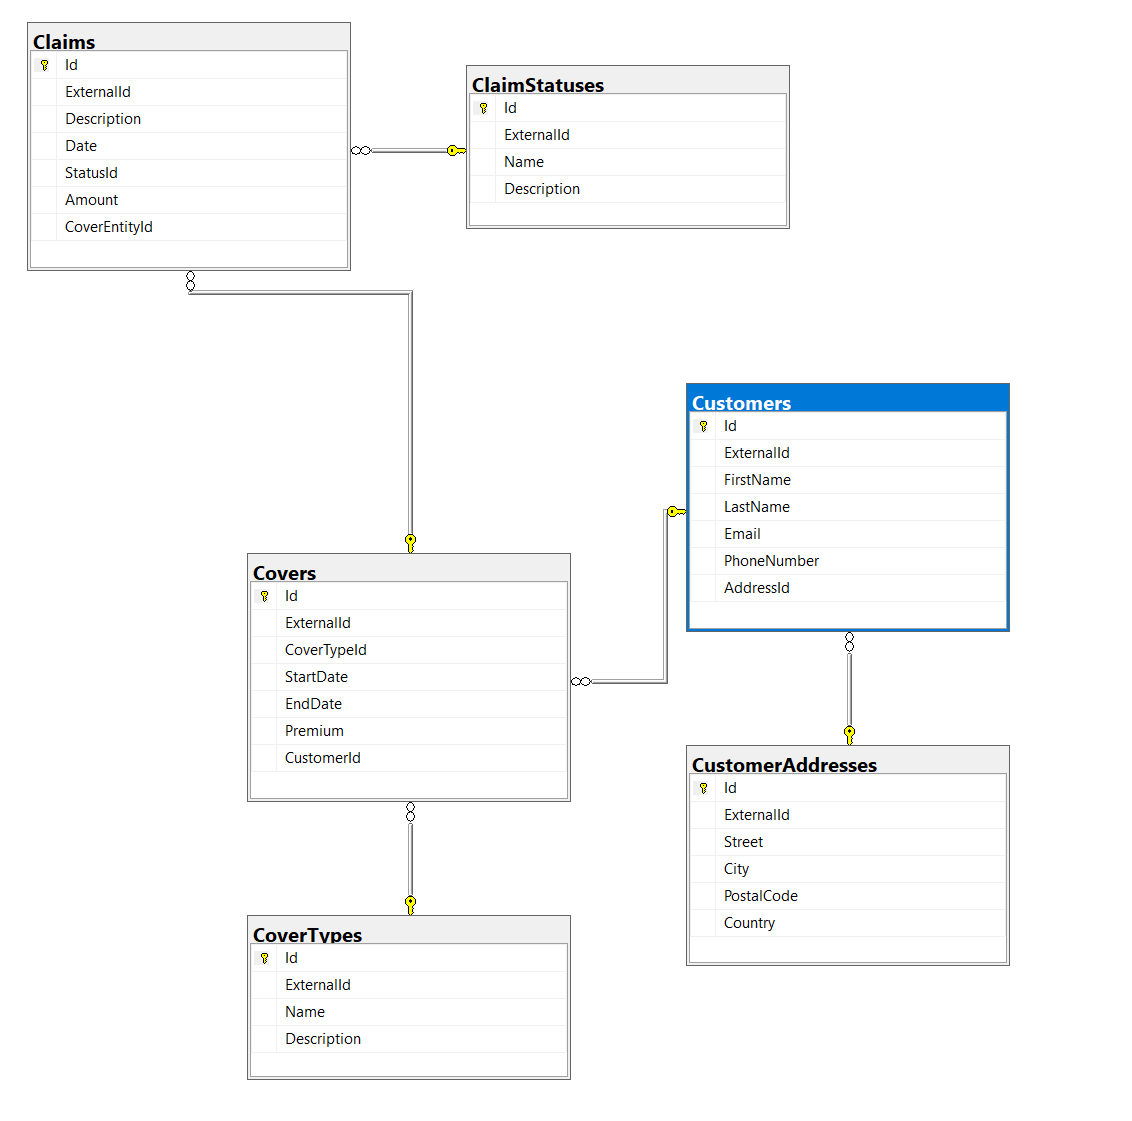 Claims
Id
ExternalId
Description
Date
StatusId
Amount
CoverEntityId
ClaimStatuses
Id
ExternalId
Name
Description
Customers
Id
ExternalId
FirstName
LastName
Email
PhoneNumber
AddressId
Covers
Id
ExternalId
CoverTypeId
StartDate
EndDate
Premium
CustomerId
CustomerAddresses
Id
ExternalId
Street
City
PostalCode
Country
CoverTypes
Id
ExternalId
Name
Description